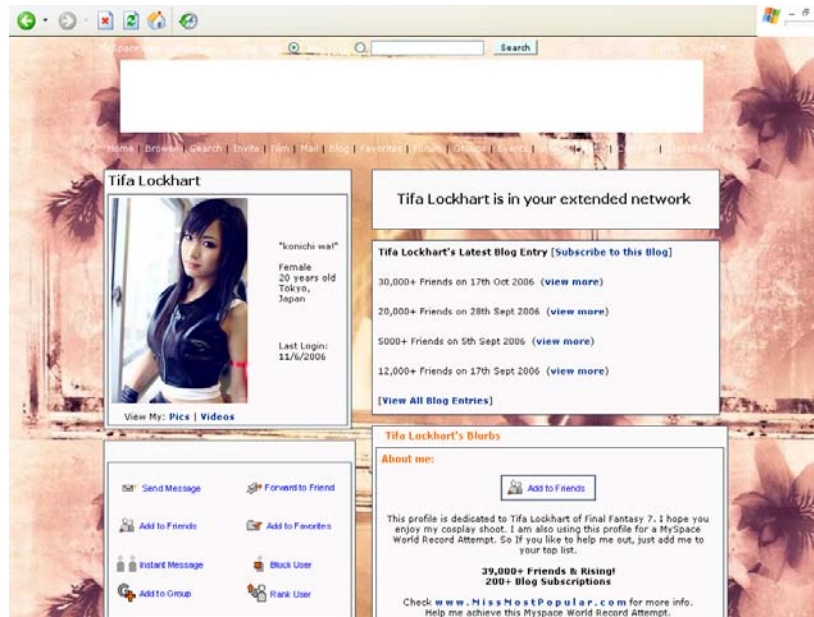 Search
Home | Browse | Search | Invite | Film | Mail | Blog | Favorites | Forum | Groups | Events |
Tifa Lockhart
"konichi wa!"
Female
20 years old
Tokyo,
Japan
Last Login:
11/6/2006
View My: Pics | Videos
Send Message
Forward to Friend
Add to Friends
Add to Favorites
Instant Message
Block User
Add to Group
Rank User
Tifa Lockhart is in your extended network
Tifa Lockhart's Latest Blog Entry [Subscribe to this Blog]
30,000+ Friends on 17th Oct 2006 (view more)
20,000+ Friends on 28th Sept 2006 (view more)
5000+ Friends on 5th Sept 2006 (view more)
12,000+ Friends on 17th Sept 2006 (view more)
[View All Blog Entries]
Tifa Lockhart's Blurbs
About me:
Add to Friends
This profile is dedicated to Tifa Lockhart of Final Fantasy 7. I hope you
enjoy my cosplay shoot. I am also using this profile for a MySpace
World Record Attempt. So If you like to help me out, just add me to
your top list.
39,000+ Friends & Rising!
200+ Blog Subscriptions
Check www.MissMostPopular.com for more info.
Help me achieve this Myspace World Record Attempt.